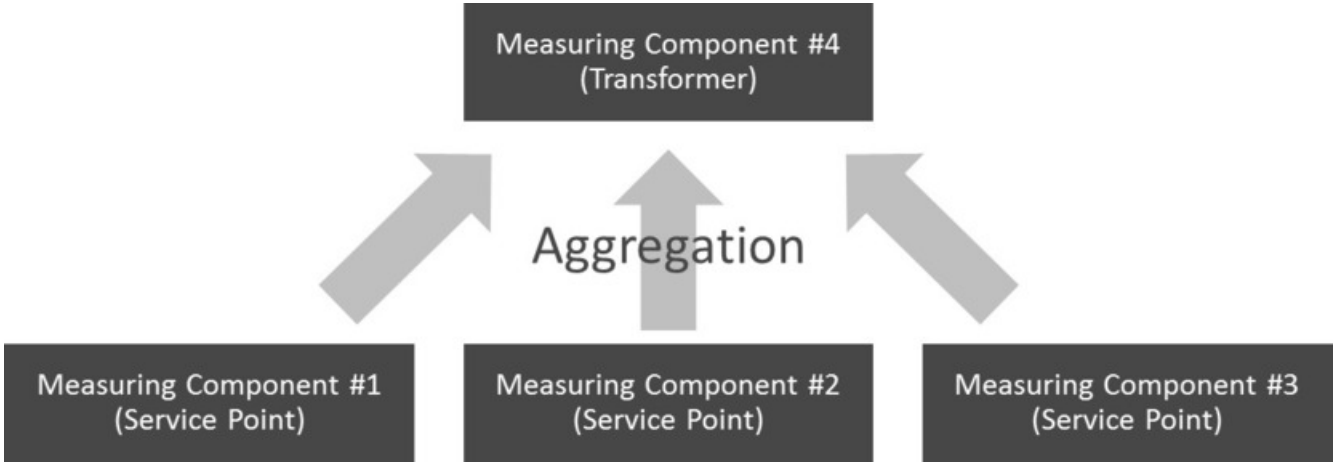 Measuring Component #4
(Transformer)
Aggregation
Measuring Component #1
(Service Point)
Measuring Component #2
(Service Point)
Measuring Component #3
(Service Point)